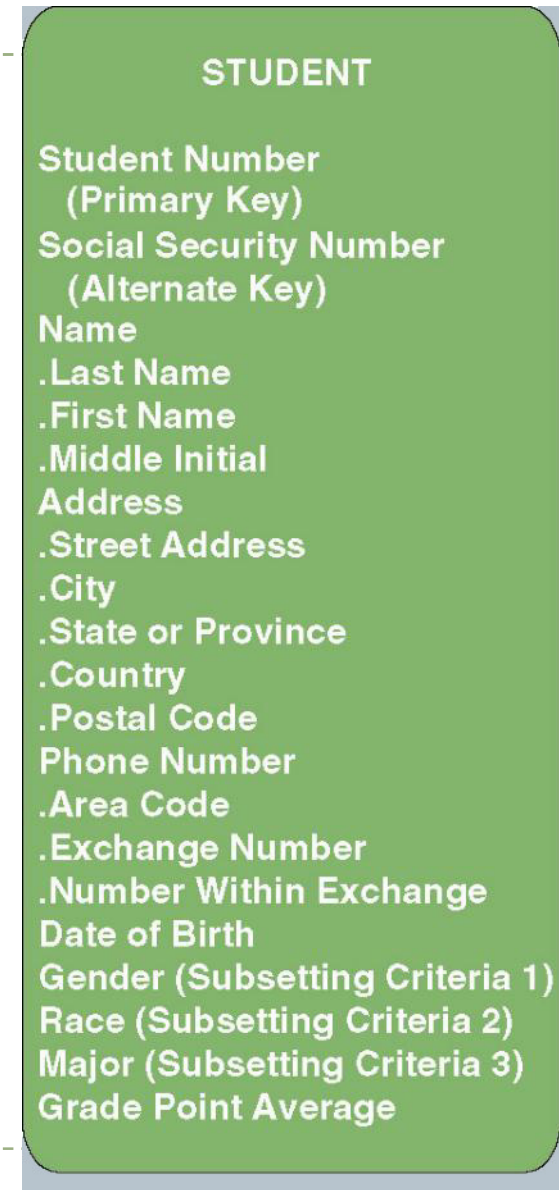 STUDENT
Student Number
(Primary Key)
Social Security Number
(Alternate Key)
Name
.Last Name
.First Name
.Middle Initial
Address
.Street Address
.City
.State or Province
.Country
.Postal Code
Phone Number
.Area Code
.Exchange Number
.Number Within Exchange
Date of Birth
Gender (Subsetting Criteria 1)
Race (Subsetting Criteria 2)
Major (Subsetting Criteria 3)
Grade Point Average